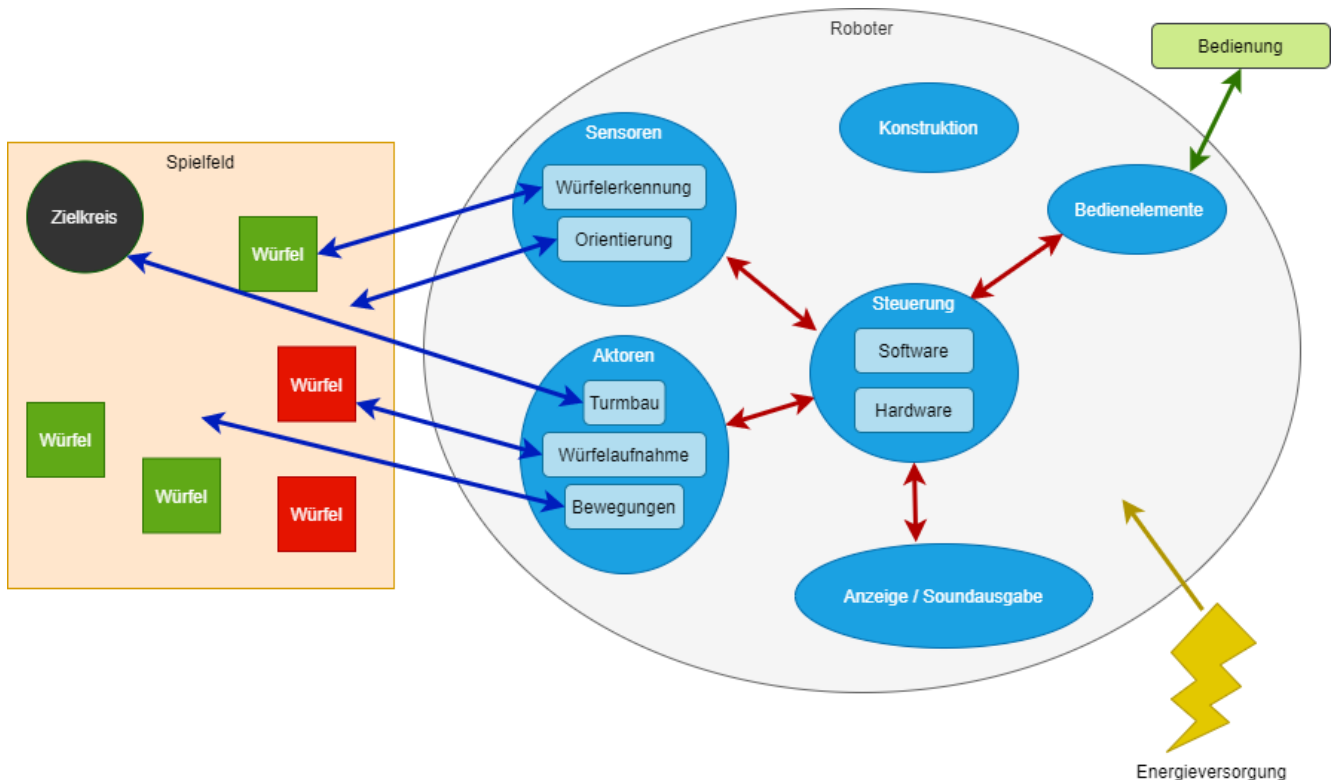 Roboter
Bedienung
Spielfeld
Zielkreis
Würfel
Würfel
Würfel
Würfel
Würfel
Sensoren
Würfelerkennung
Orientierung
Aktoren
Turmbau
Würfelaufnahme
Bewegungen
Konstruktion
Bedienelemente
Steuerung
Software
Hardware
Anzeige / Soundausgabe
Energieversorgung